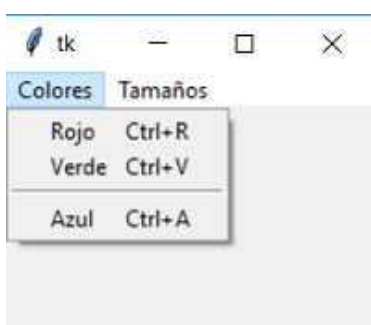 tk
Colores Tamaños
Rojo Ctrl+R
Verde Ctrl+V
Azul Ctrl+A